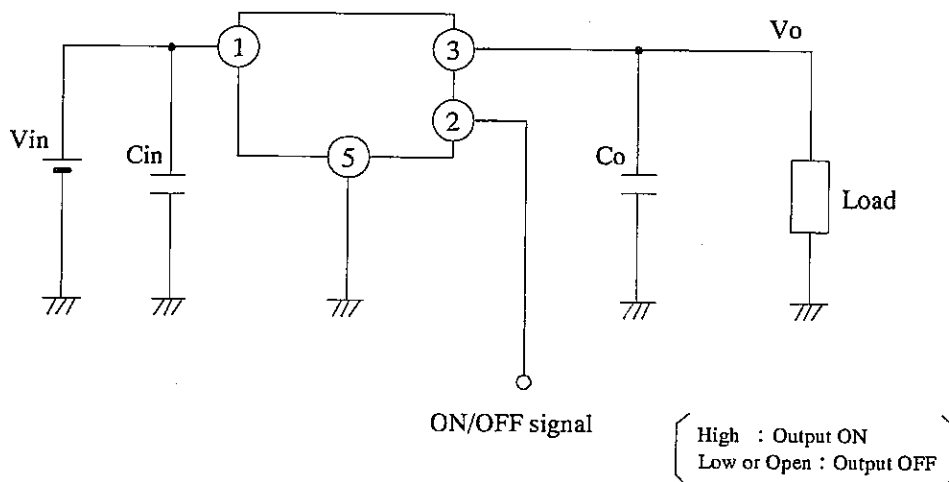 Vo
1
3
2
Vin
Cin
5
Co
Load
ON/OFF signal
High : Output ON
Low or Open : Output OFF